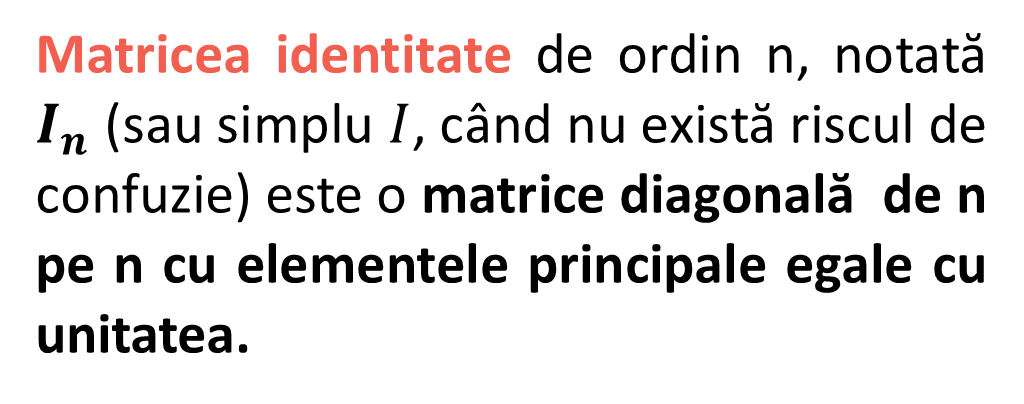 Matricea identitate de ordin n, notată
Iₙ (sau simplu I, când nu există riscul de
confuzie) este o matrice diagonală de n
pe n cu elementele principale egale cu
unitatea.